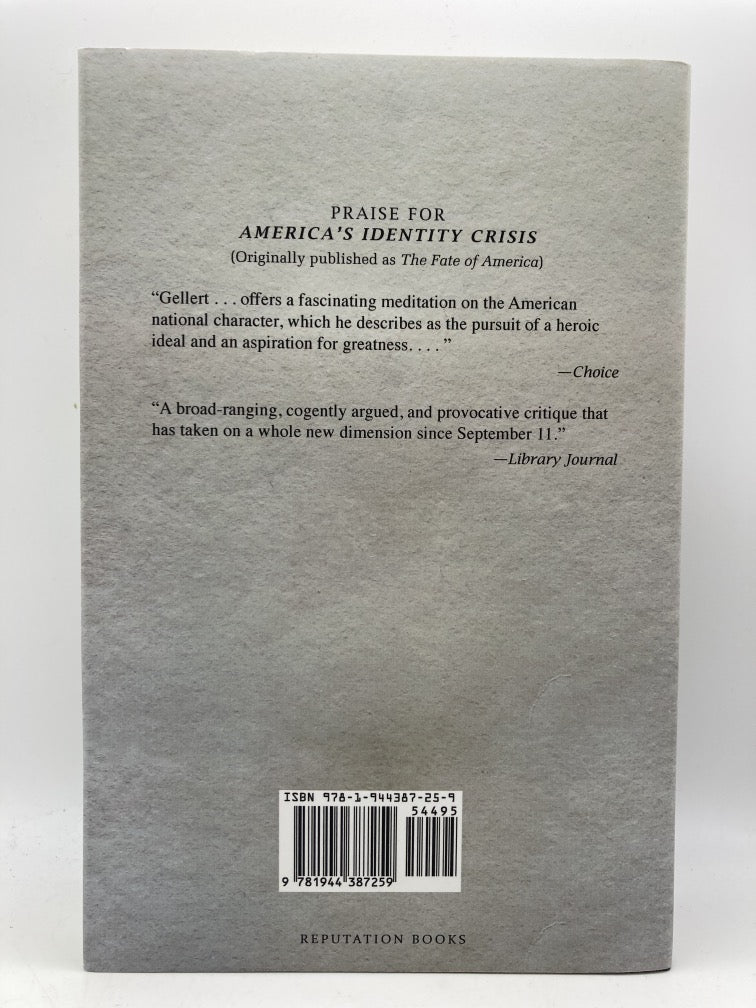 PRAISE FOR
AMERICA'S IDENTITY CRISIS
(Originally published as The Fate of America)
“Gellert . . . offers a fascinating meditation on the American
national character, which he describes as the pursuit of a heroic
ideal and an aspiration for greatness. . . . ”
—Choice
“A broad-ranging, cogently argued, and provocative critique that
has taken on a whole new dimension since September 11.”
—Library Journal
ISBN 978-1-944387-25-9
54495
9 781944 387259
REPUTATION BOOKS